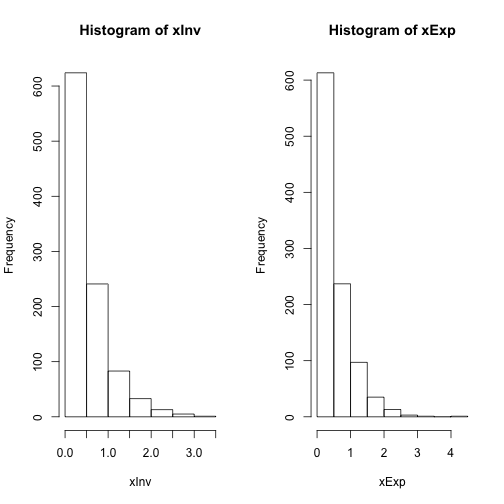 Histogram of xInv
Frequency
0 100 200 300 400 500 600
0.0 1.0 2.0 3.0
xInv
Histogram of xExp
Frequency
0 100 200 300 400 500 600
0 1 2 3 4
xExp